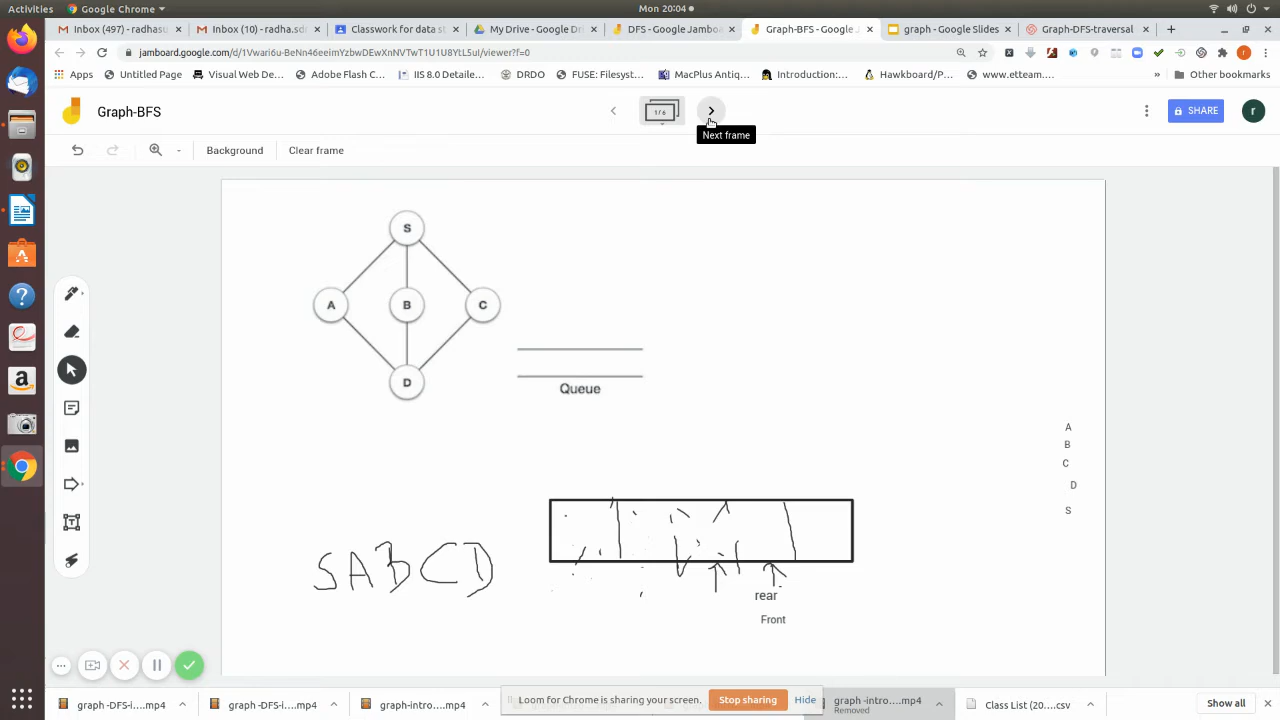 Activities
Google Chrome
Mon 20:04
Inbox (497) - radhasu
Inbox (10) - radha.sdr
Classwork for data st
My Drive - Google Dri
DFS - Google Jamboa
Graph-BFS - Google J
graph - Google Slides
Graph-DFS-traversal
jamboard.google.com/d/1Vwari6u-BeNn46eeimYzbwDEwXnNVTwT1U1U8YtL5uI/viewer?f=0
Apps
Untitled Page
Visual Web De...
Adobe Flash C...
IIS 8.0 Detaile...
DRDO
FUSE: Filesyst...
MacPlus Antiq...
Introduction:...
Hawkboard/P...
www.etteam.
»
Other bookmarks
Graph-BFS
1 / 6
SHARE
r
Next frame
Background
Clear frame
S
A B C
D
Queue
A
B
C
D
S
SABCD
rear
Front
Loom for Chrome is sharing your screen.
Stop sharing
Hide
graph -DFS-i....mp4
graph -DFS-i....mp4
graph-intro....mp4
graph -intro....mp4
Removed
Class List (20....csv
Show all